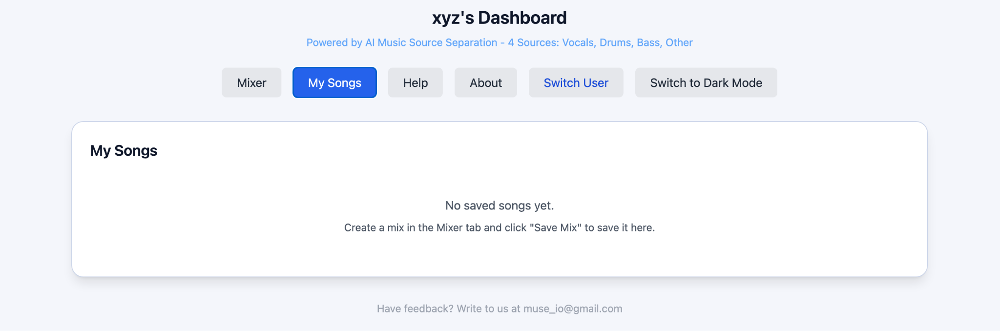 xyz's Dashboard
Powered by AI Music Source Separation - 4 Sources: Vocals, Drums, Bass, Other
Mixer My Songs Help About Switch User Switch to Dark Mode
My Songs
No saved songs yet.
Create a mix in the Mixer tab and click "Save Mix" to save it here.
Have feedback? Write to us at muse_io@gmail.com